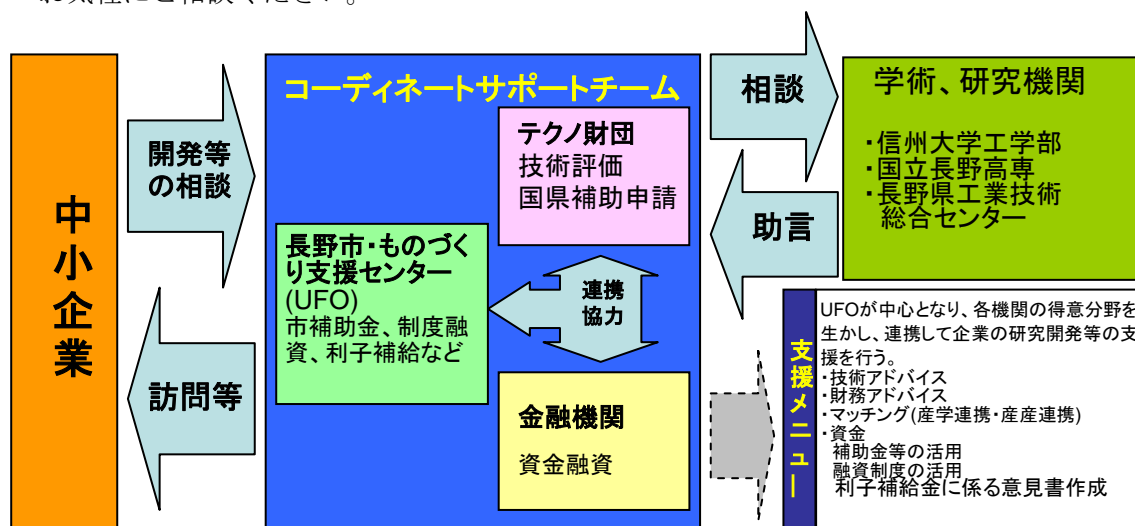 お気軽にご相談ください。
中
小
企
業
開発等
の相談
訪問等
コーディネートサポートチーム
テクノ財団
技術評価
国県補助申請
長野市・ものづく
り支援センター
(UFO)
市補助金、制度融
資、利子補給など
連携
協力
金融機関
資金融資
相談
助言
学術、研究機関
・信州大学工学部
・国立長野高専
・長野県工業技術
総合センター
支
援
メ
ニ
ュ
ー
UFOが中心となり、各機関の得意分野を
生かし、連携して企業の研究開発等の支
援を行う。
・技術アドバイス
・財務アドバイス
・マッチング(産学連携・産産連携)
・資金
補助金等の活用
融資制度の活用
利子補給金に係る意見書作成